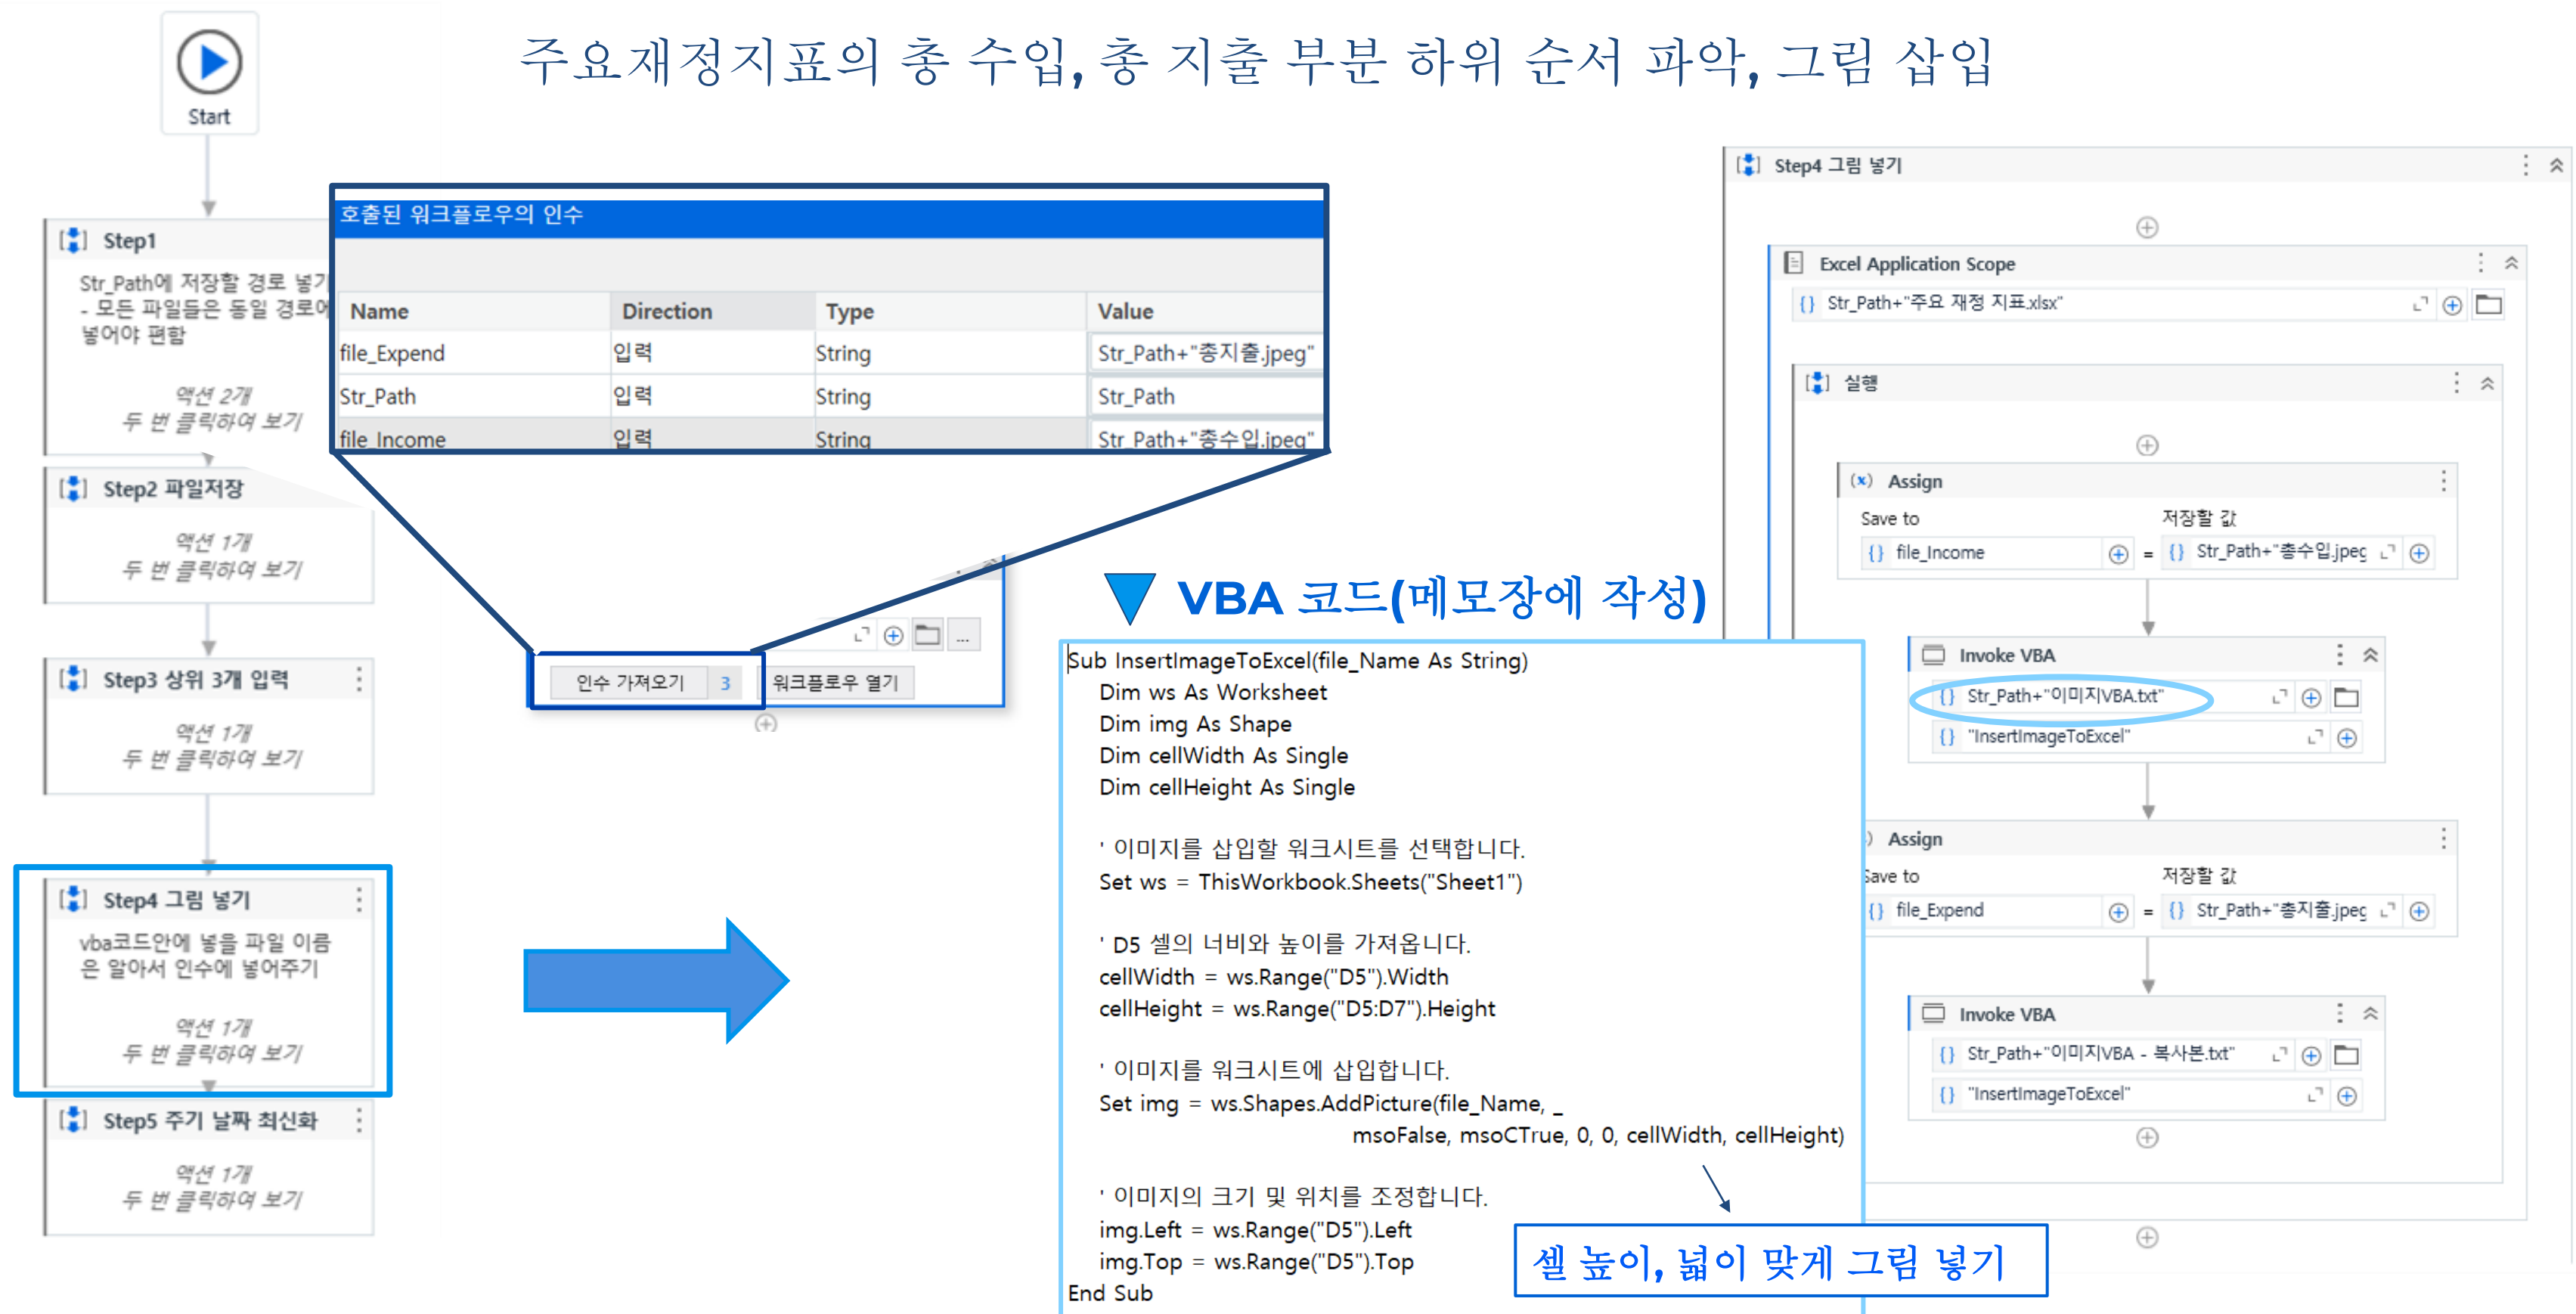 주요재정지표의 총 수입, 총 지출 부분 하위 순서 파악, 그림 삽입
Start
Step1
Str_Path에 저장할 경로 넣기
- 모든 파일들은 동일 경로에
넣어야 편함
액션 2개
두 번 클릭하여 보기
Step2 파일저장
액션 1개
두 번 클릭하여 보기
Step3 상위 3개 입력
액션 1개
두 번 클릭하여 보기
Step4 그림 넣기
vba코드안에 넣을 파일 이름
은 알아서 인수에 넣어주기
액션 1개
두 번 클릭하여 보기
Step5 주기 날짜 최신화
액션 1개
두 번 클릭하여 보기
호출된 워크플로우의 인수
Name Direction Type Value
file_Expend 입력 String Str_Path+"총지출.jpeg"
Str_Path 입력 String Str_Path
file_Income 입력 String Str_Path+"총수입.jpeg"
...
인수 가져오기 3 워크플로우 열기
VBA 코드(메모장에 작성)
Sub InsertImageToExcel(file_Name As String)
Dim ws As Worksheet
Dim img As Shape
Dim cellWidth As Single
Dim cellHeight As Single
' 이미지를 삽입할 워크시트를 선택합니다.
Set ws = ThisWorkbook.Sheets("Sheet1")
' D5 셀의 너비와 높이를 가져옵니다.
cellWidth = ws.Range("D5").Width
cellHeight = ws.Range("D5:D7").Height
' 이미지를 워크시트에 삽입합니다.
Set img = ws.Shapes.AddPicture(file_Name, _
msoFalse, msoCTrue, 0, 0, cellWidth, cellHeight)
' 이미지의 크기 및 위치를 조정합니다.
img.Left = ws.Range("D5").Left
img.Top = ws.Range("D5").Top
End Sub
셀 높이, 넓이 맞게 그림 넣기
Step4 그림 넣기
Excel Application Scope
{} Str_Path+"주요 재정 지표.xlsx"
실행
(x) Assign
Save to 저장할 값
{} file_Income = {} Str_Path+"총수입.jpeg
Invoke VBA
{} Str_Path+"이미지VBA.txt"
{} "InsertImageToExcel"
) Assign
Save to 저장할 값
{} file_Expend = {} Str_Path+"총지출.jpeg
Invoke VBA
{} Str_Path+"이미지VBA - 복사본.txt"
{} "InsertImageToExcel"